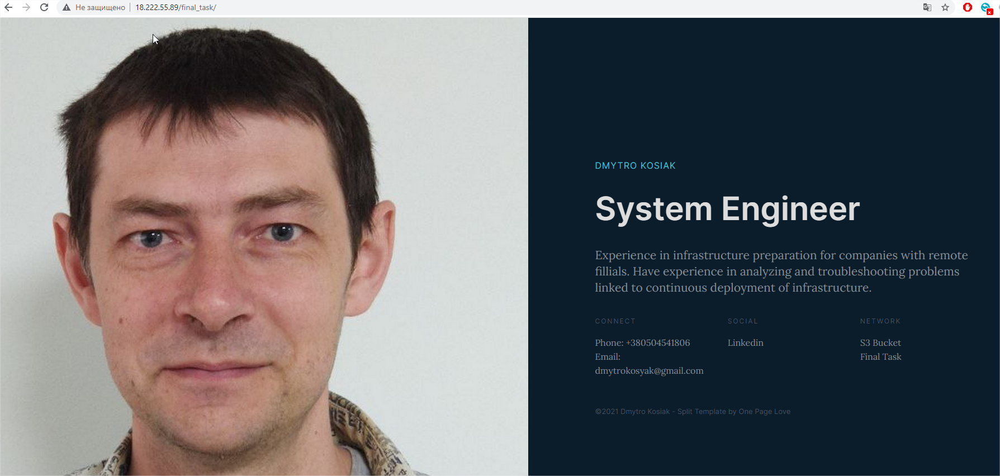 Не защищено
18.222.55.89/final_task/
DMYTRO KOSIAK
System Engineer
Experience in infrastructure preparation for companies with remote
fillials. Have experience in analyzing and troubleshooting problems
linked to continuous deployment of infrastructure.
CONNECT
Phone: +380504541806
Email:
dmytrokosyak@gmail.com
SOCIAL
Linkedin
NETWORK
S3 Bucket
Final Task
©2021 Dmytro Kosiak - Split Template by One Page Love